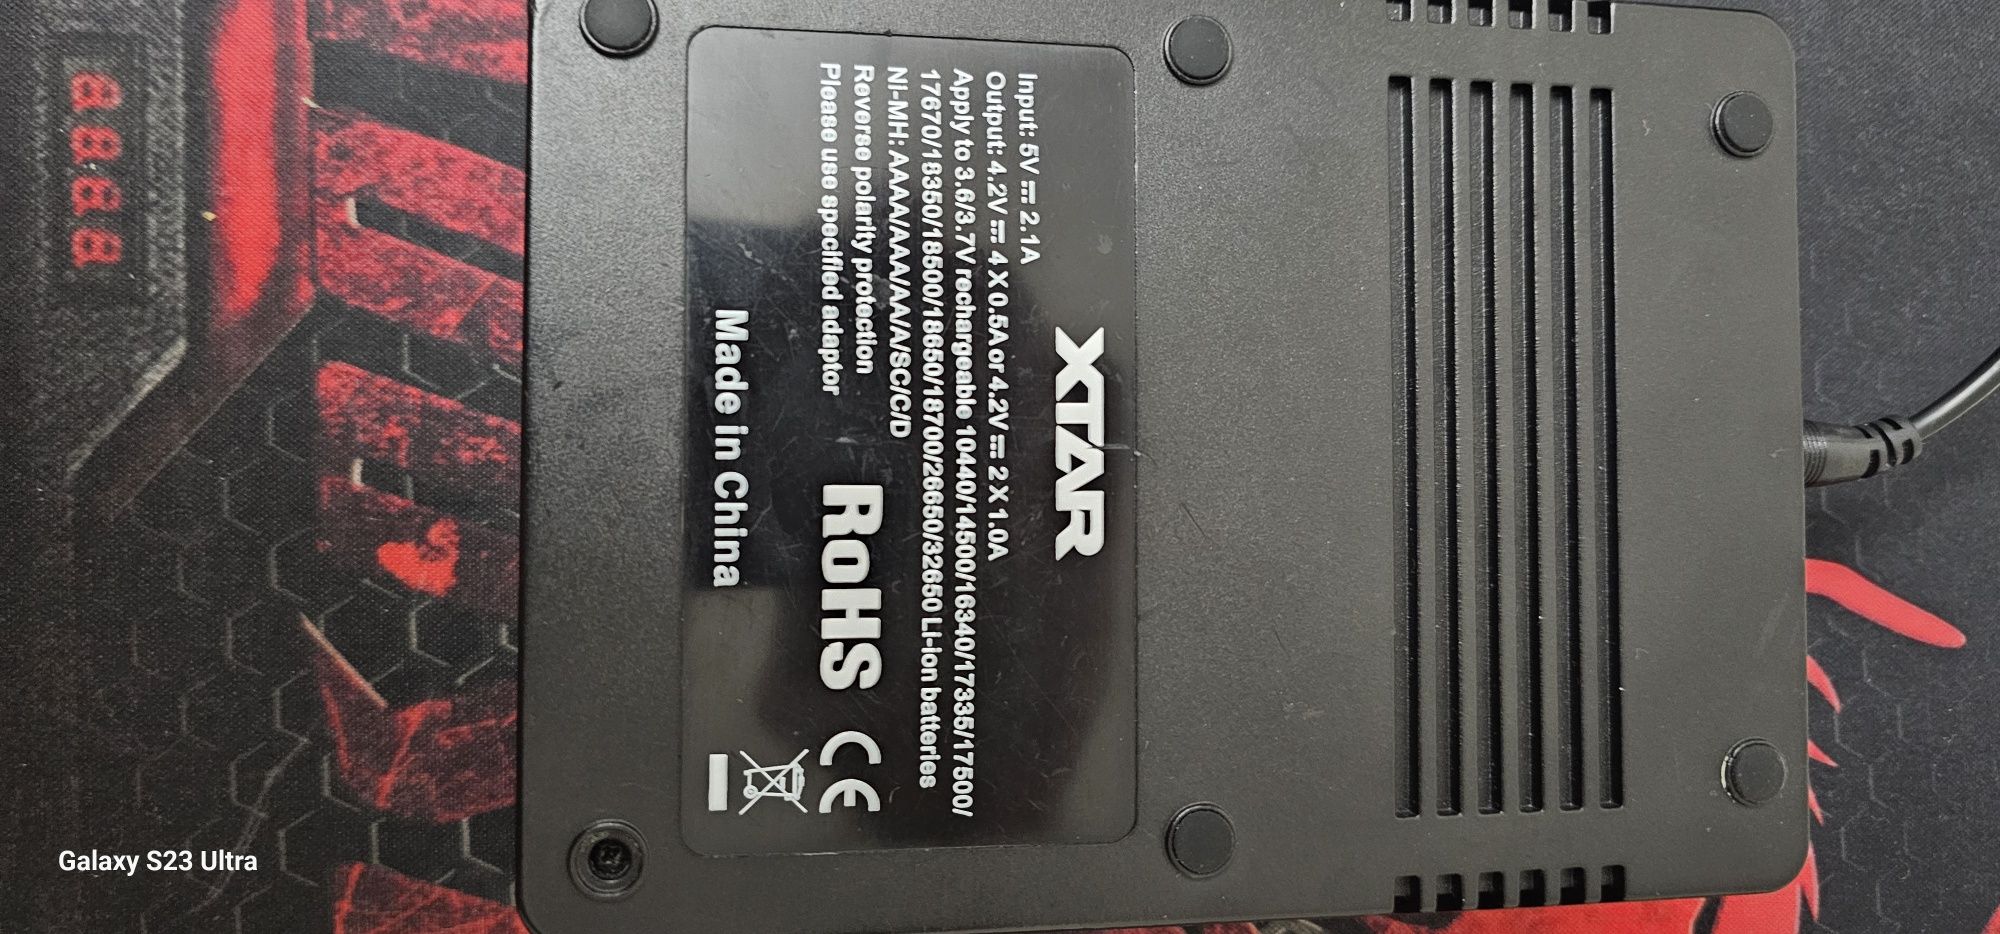 XTAR
Input: 5V⎓2.1A
Output: 4.2V⎓4 X 0.5A or 4.2V⎓2 X 1.0A
Apply to 3.6/3.7V rechargeable 10440/14500/16340/17335/17500/
17670/18350/18500/18650/18700/26650/32650 Li-ion batteries
Ni-MH: AAAA/AAA/AA/A/SC/C/D
Reverse polarity protection
Please use specified adaptor
RoHS CE
Made in China
8888
Galaxy S23 Ultra